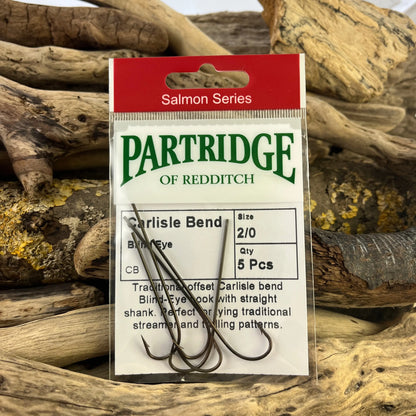 Salmon Series
PARTRIDGE
OF REDDITCH
Carlisle Bend
Blind Eye
CB
Size
2/0
Qty
5 Pcs
Traditional offset Carlisle bend
Blind-Eye hook with straight
shank. Perfect for tying traditional
streamer and trolling patterns.